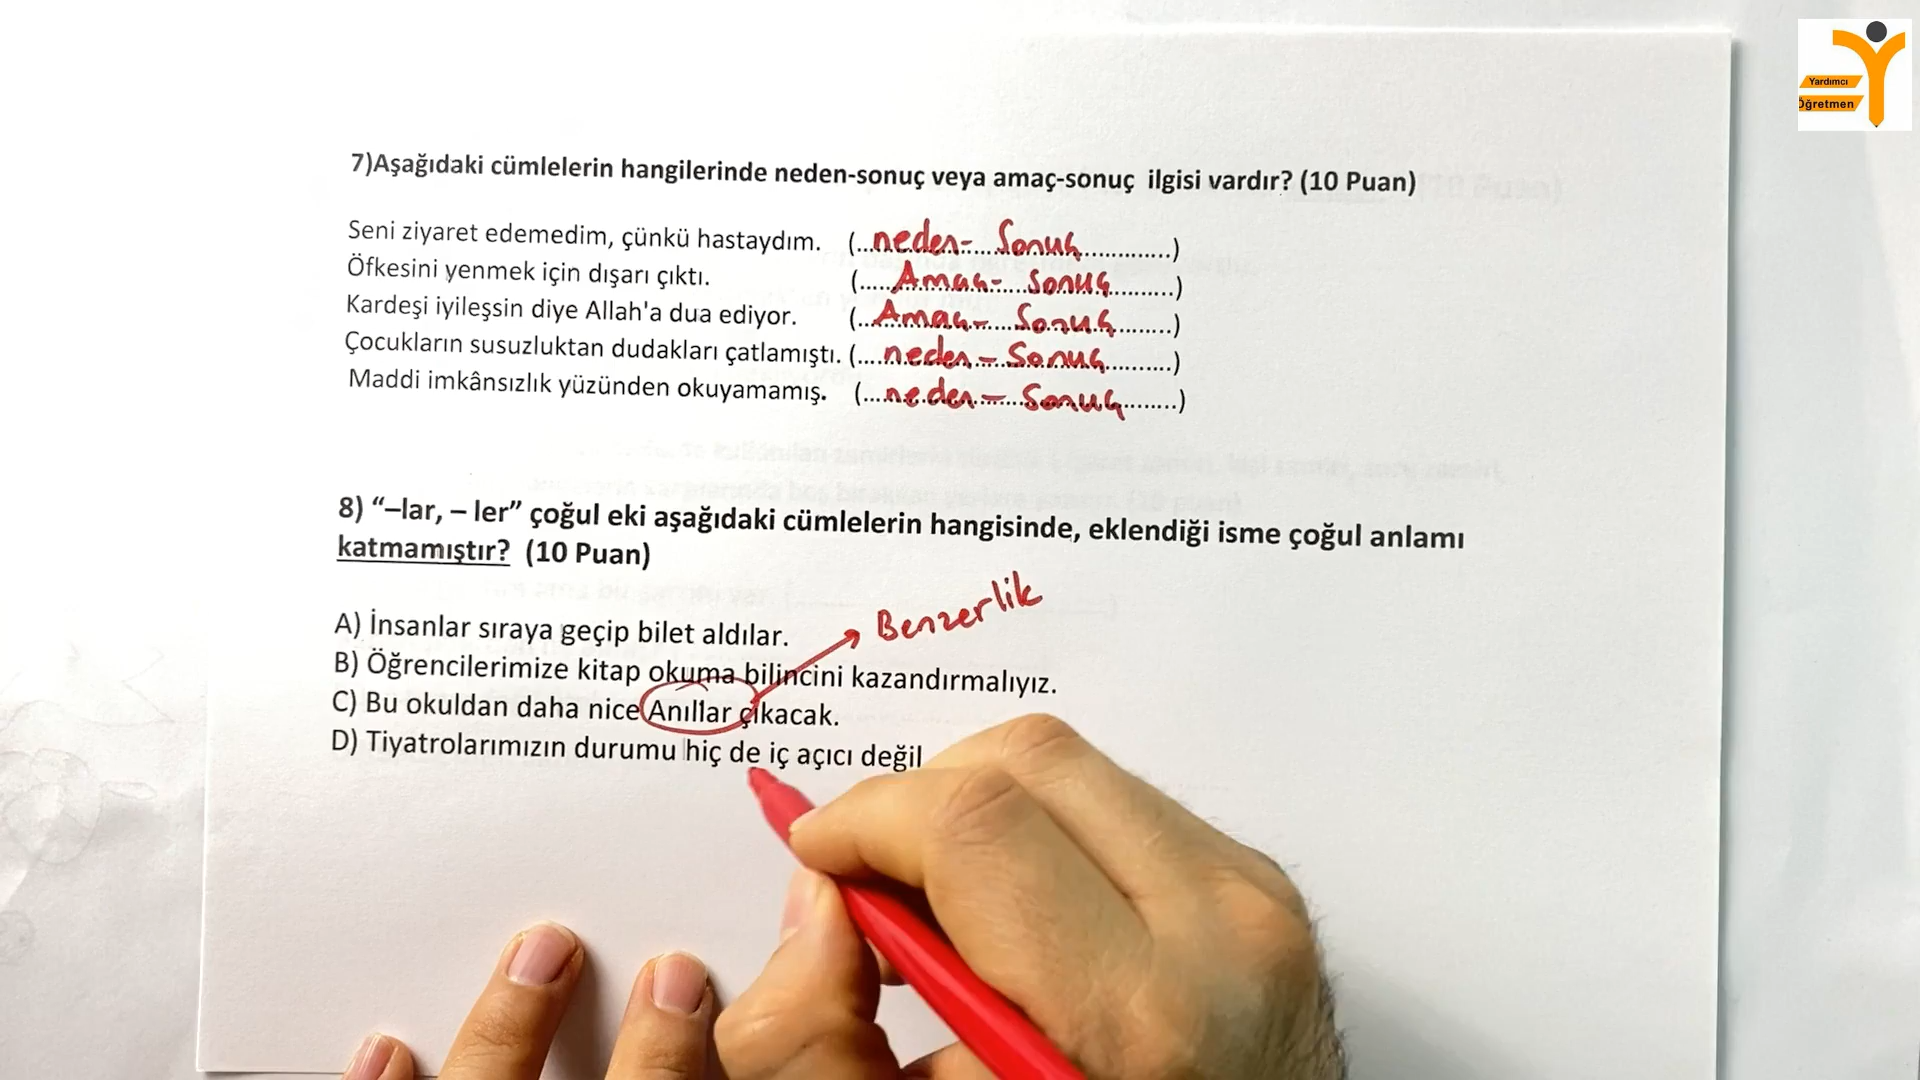 Yardımcı
Öğretmen
7)Aşağıdaki cümlelerin hangilerinde neden-sonuç veya amaç-sonuç ilgisi vardır? (10 Puan)
Seni ziyaret edemedim, çünkü hastaydım. (...neden-...Sonuç............)
Öfkesini yenmek için dışarı çıktı. (.....Amaç-...Sonuç.........)
Kardeşi iyileşsin diye Allah'a dua ediyor. (..Amaç-....Sonuç........)
Çocukların susuzluktan dudakları çatlamıştı. (....neden-Sonuç..........)
Maddi imkânsızlık yüzünden okuyamamış. (...neden-...Sonuç........)
8) “–lar, – ler” çoğul eki aşağıdaki cümlelerin hangisinde, eklendiği isme çoğul anlamı
katmamıştır? (10 Puan)
Benzerlik
A) İnsanlar sıraya geçip bilet aldılar.
B) Öğrencilerimize kitap okuma bilincini kazandırmalıyız.
C) Bu okuldan daha nice Anıllar çıkacak.
D) Tiyatrolarımızın durumu hiç de iç açıcı değil